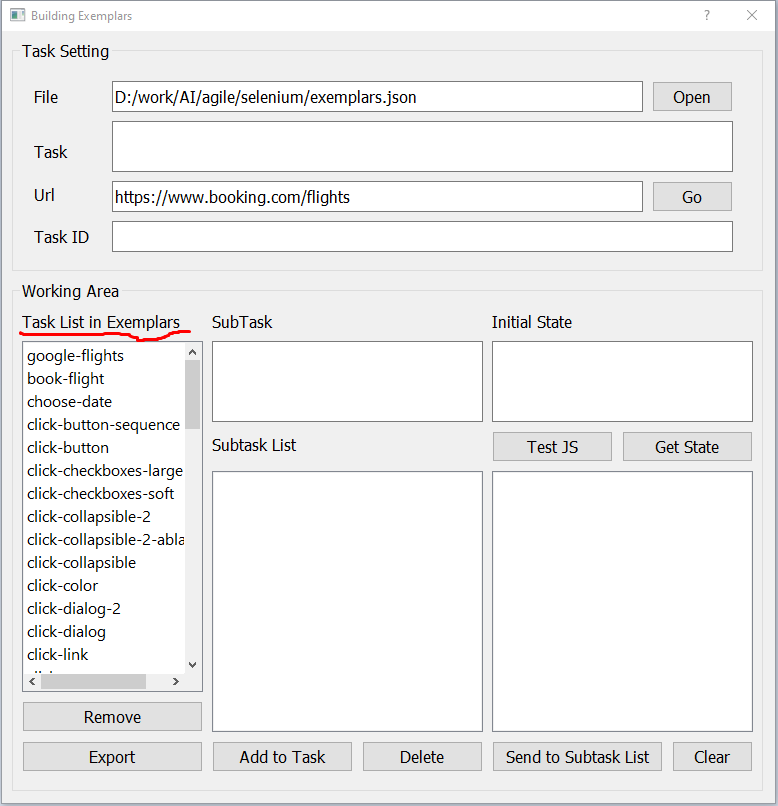 Building Exemplars
Task Setting
File D:/work/AI/agile/selenium/exemplars.json Open
Task
Url https://www.booking.com/flights Go
Task ID
Working Area
Task List in Exemplars
google-flights
book-flight
choose-date
click-button-sequence
click-button
click-checkboxes-large
click-checkboxes-soft
click-collapsible-2
click-collapsible-2-abla
click-collapsible
click-color
click-dialog-2
click-dialog
click-link
Remove
Export
SubTask
Subtask List
Add to Task Delete
Initial State
Test JS Get State
Send to Subtask List Clear